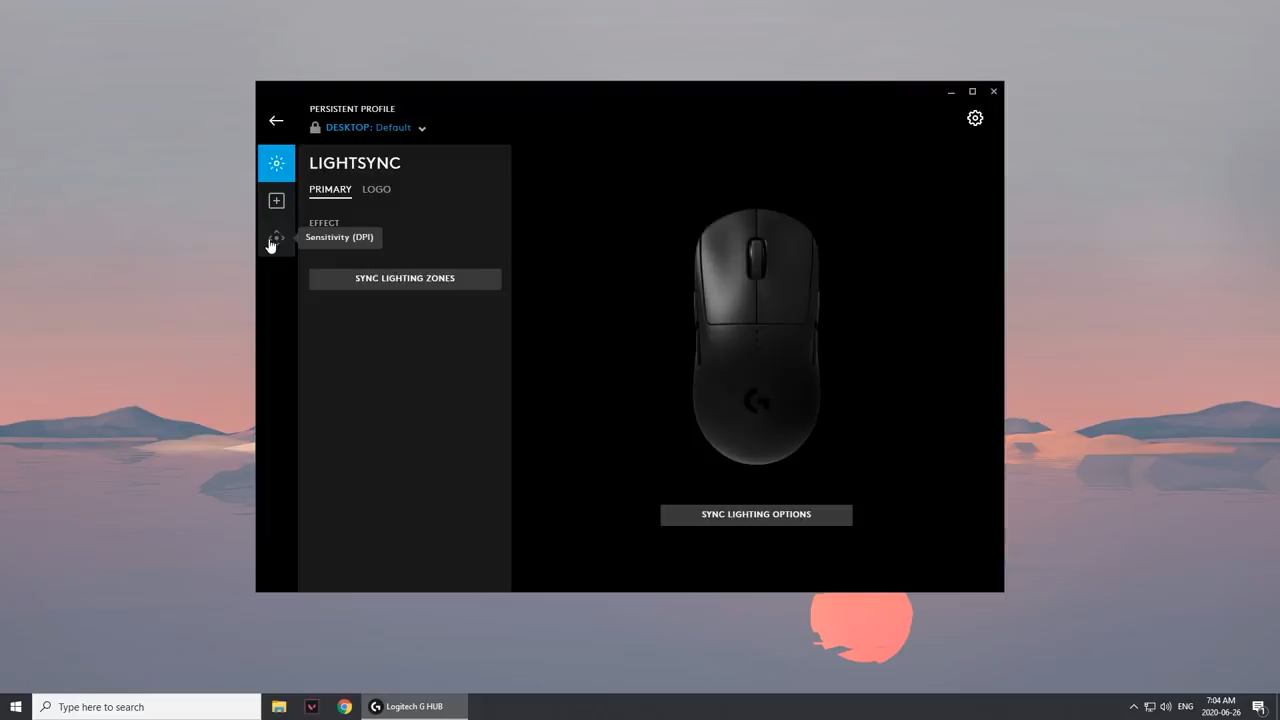 PERSISTENT PROFILE
DESKTOP: Default
LIGHTSYNC
PRIMARY LOGO
EFFECT
Sensitivity (DPI)
SYNC LIGHTING ZONES
SYNC LIGHTING OPTIONS
Type here to search
Logitech G HUB
ENG
7:04 AM
2020-06-26
1